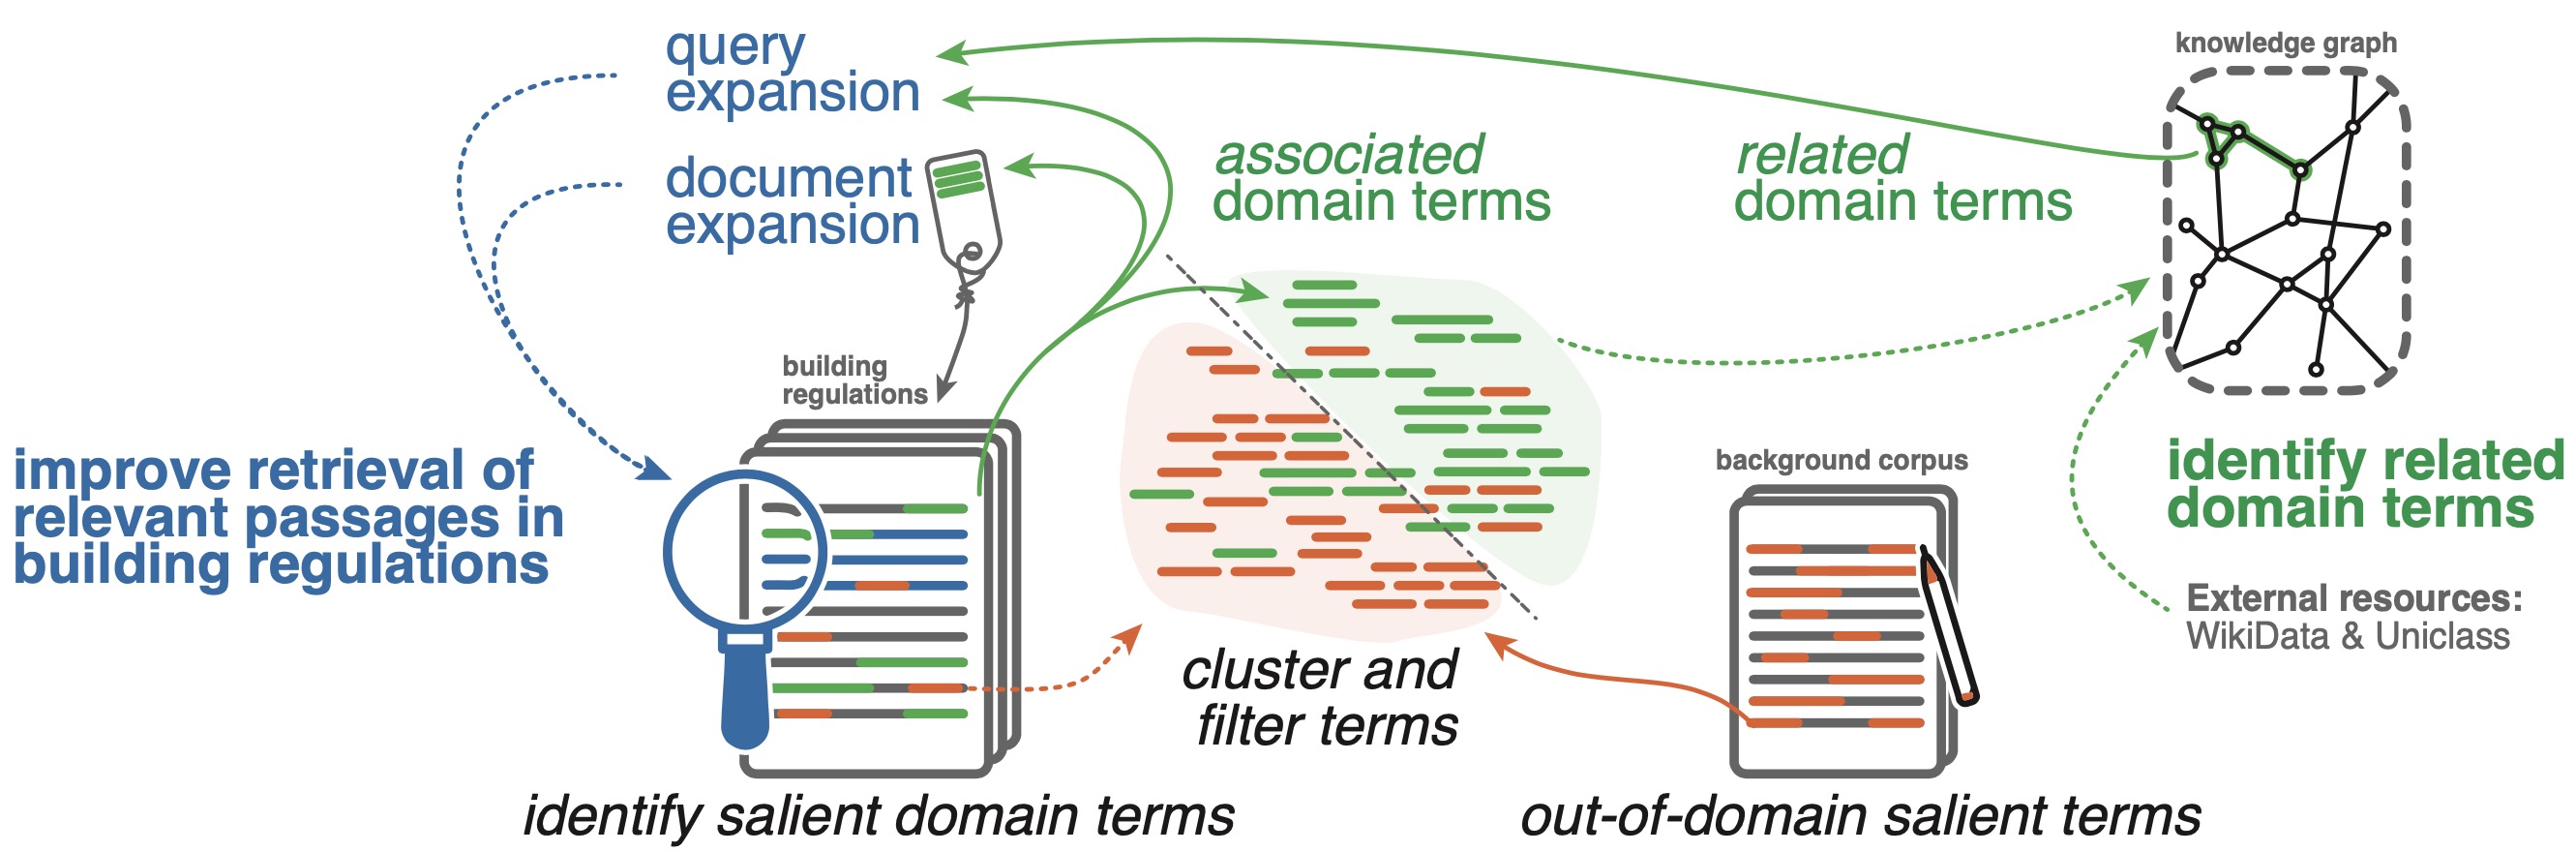 query
expansion
document
expansion
associated
domain terms
related
domain terms
knowledge graph
building
regulations
improve retrieval of
relevant passages in
building regulations
background corpus
identify related
domain terms
External resources:
WikiData & Uniclass
cluster and
filter terms
identify salient domain terms
out-of-domain salient terms